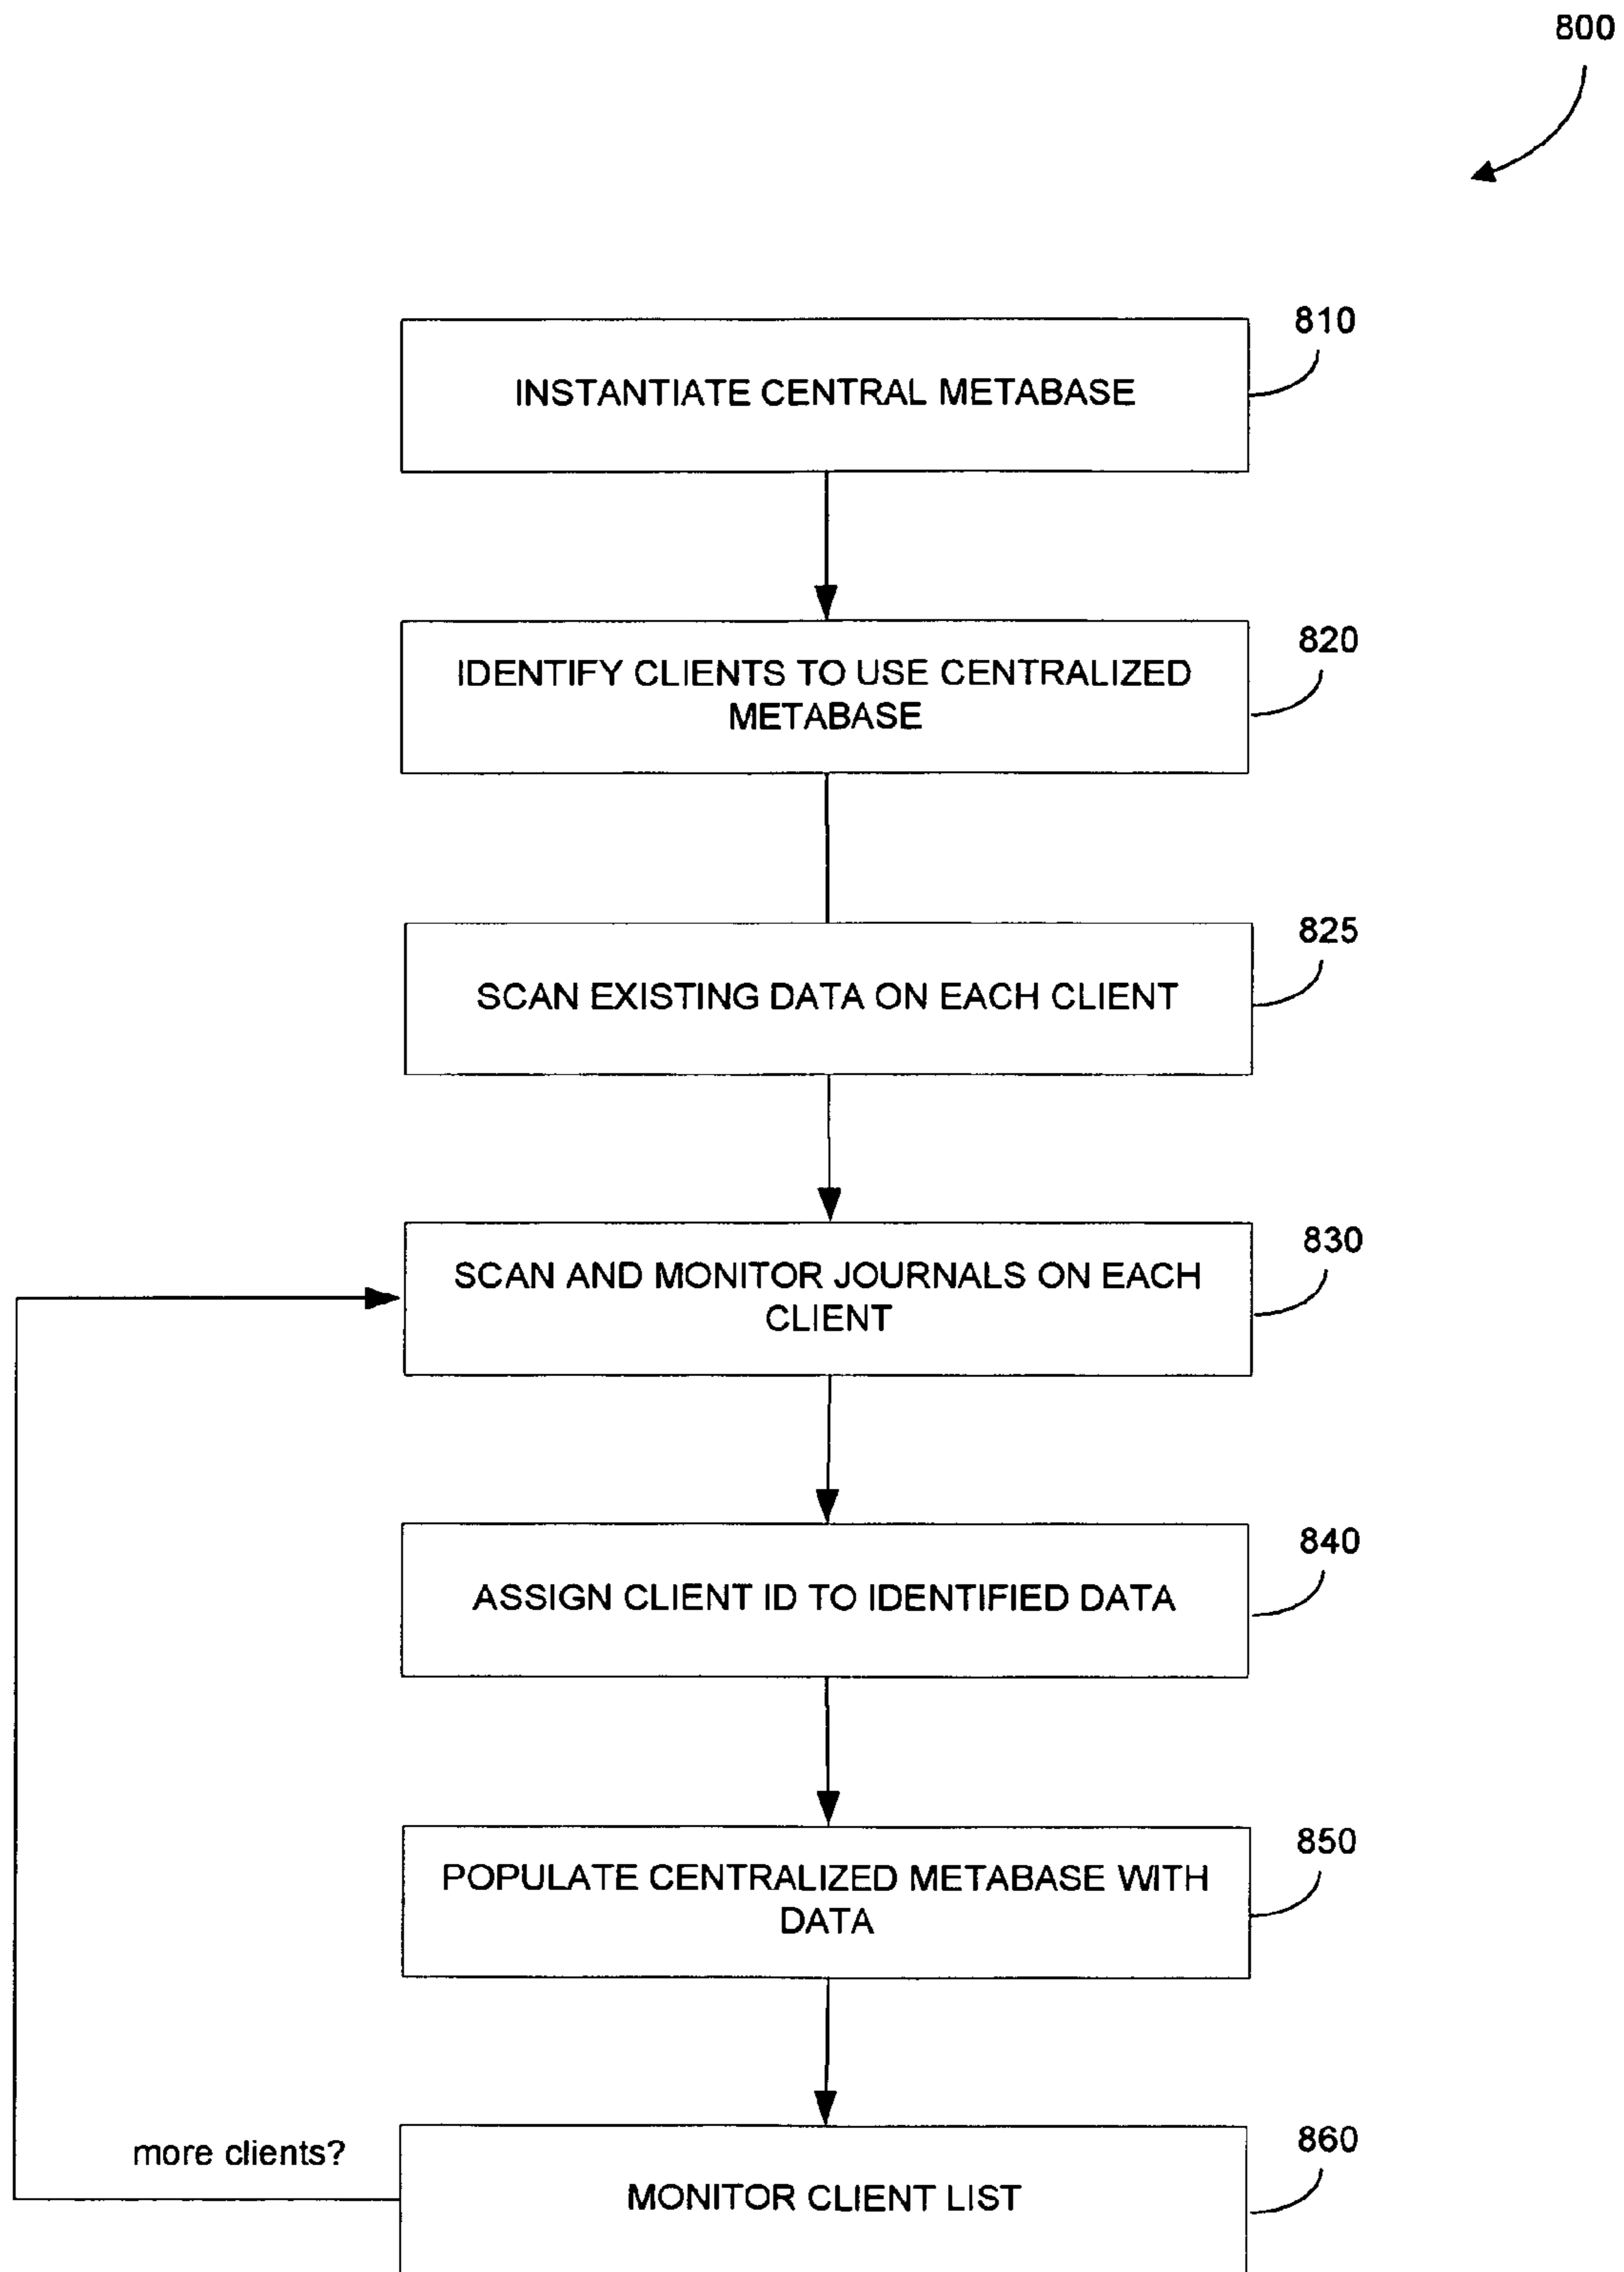 800
810
INSTANTIATE CENTRAL METABASE
820
IDENTIFY CLIENTS TO USE CENTRALIZED
METABASE
825
SCAN EXISTING DATA ON EACH CLIENT
830
SCAN AND MONITOR JOURNALS ON EACH
CLIENT
840
ASSIGN CLIENT ID TO IDENTIFIED DATA
850
POPULATE CENTRALIZED METABASE WITH
DATA
860
more clients?
MONITOR CLIENT LIST